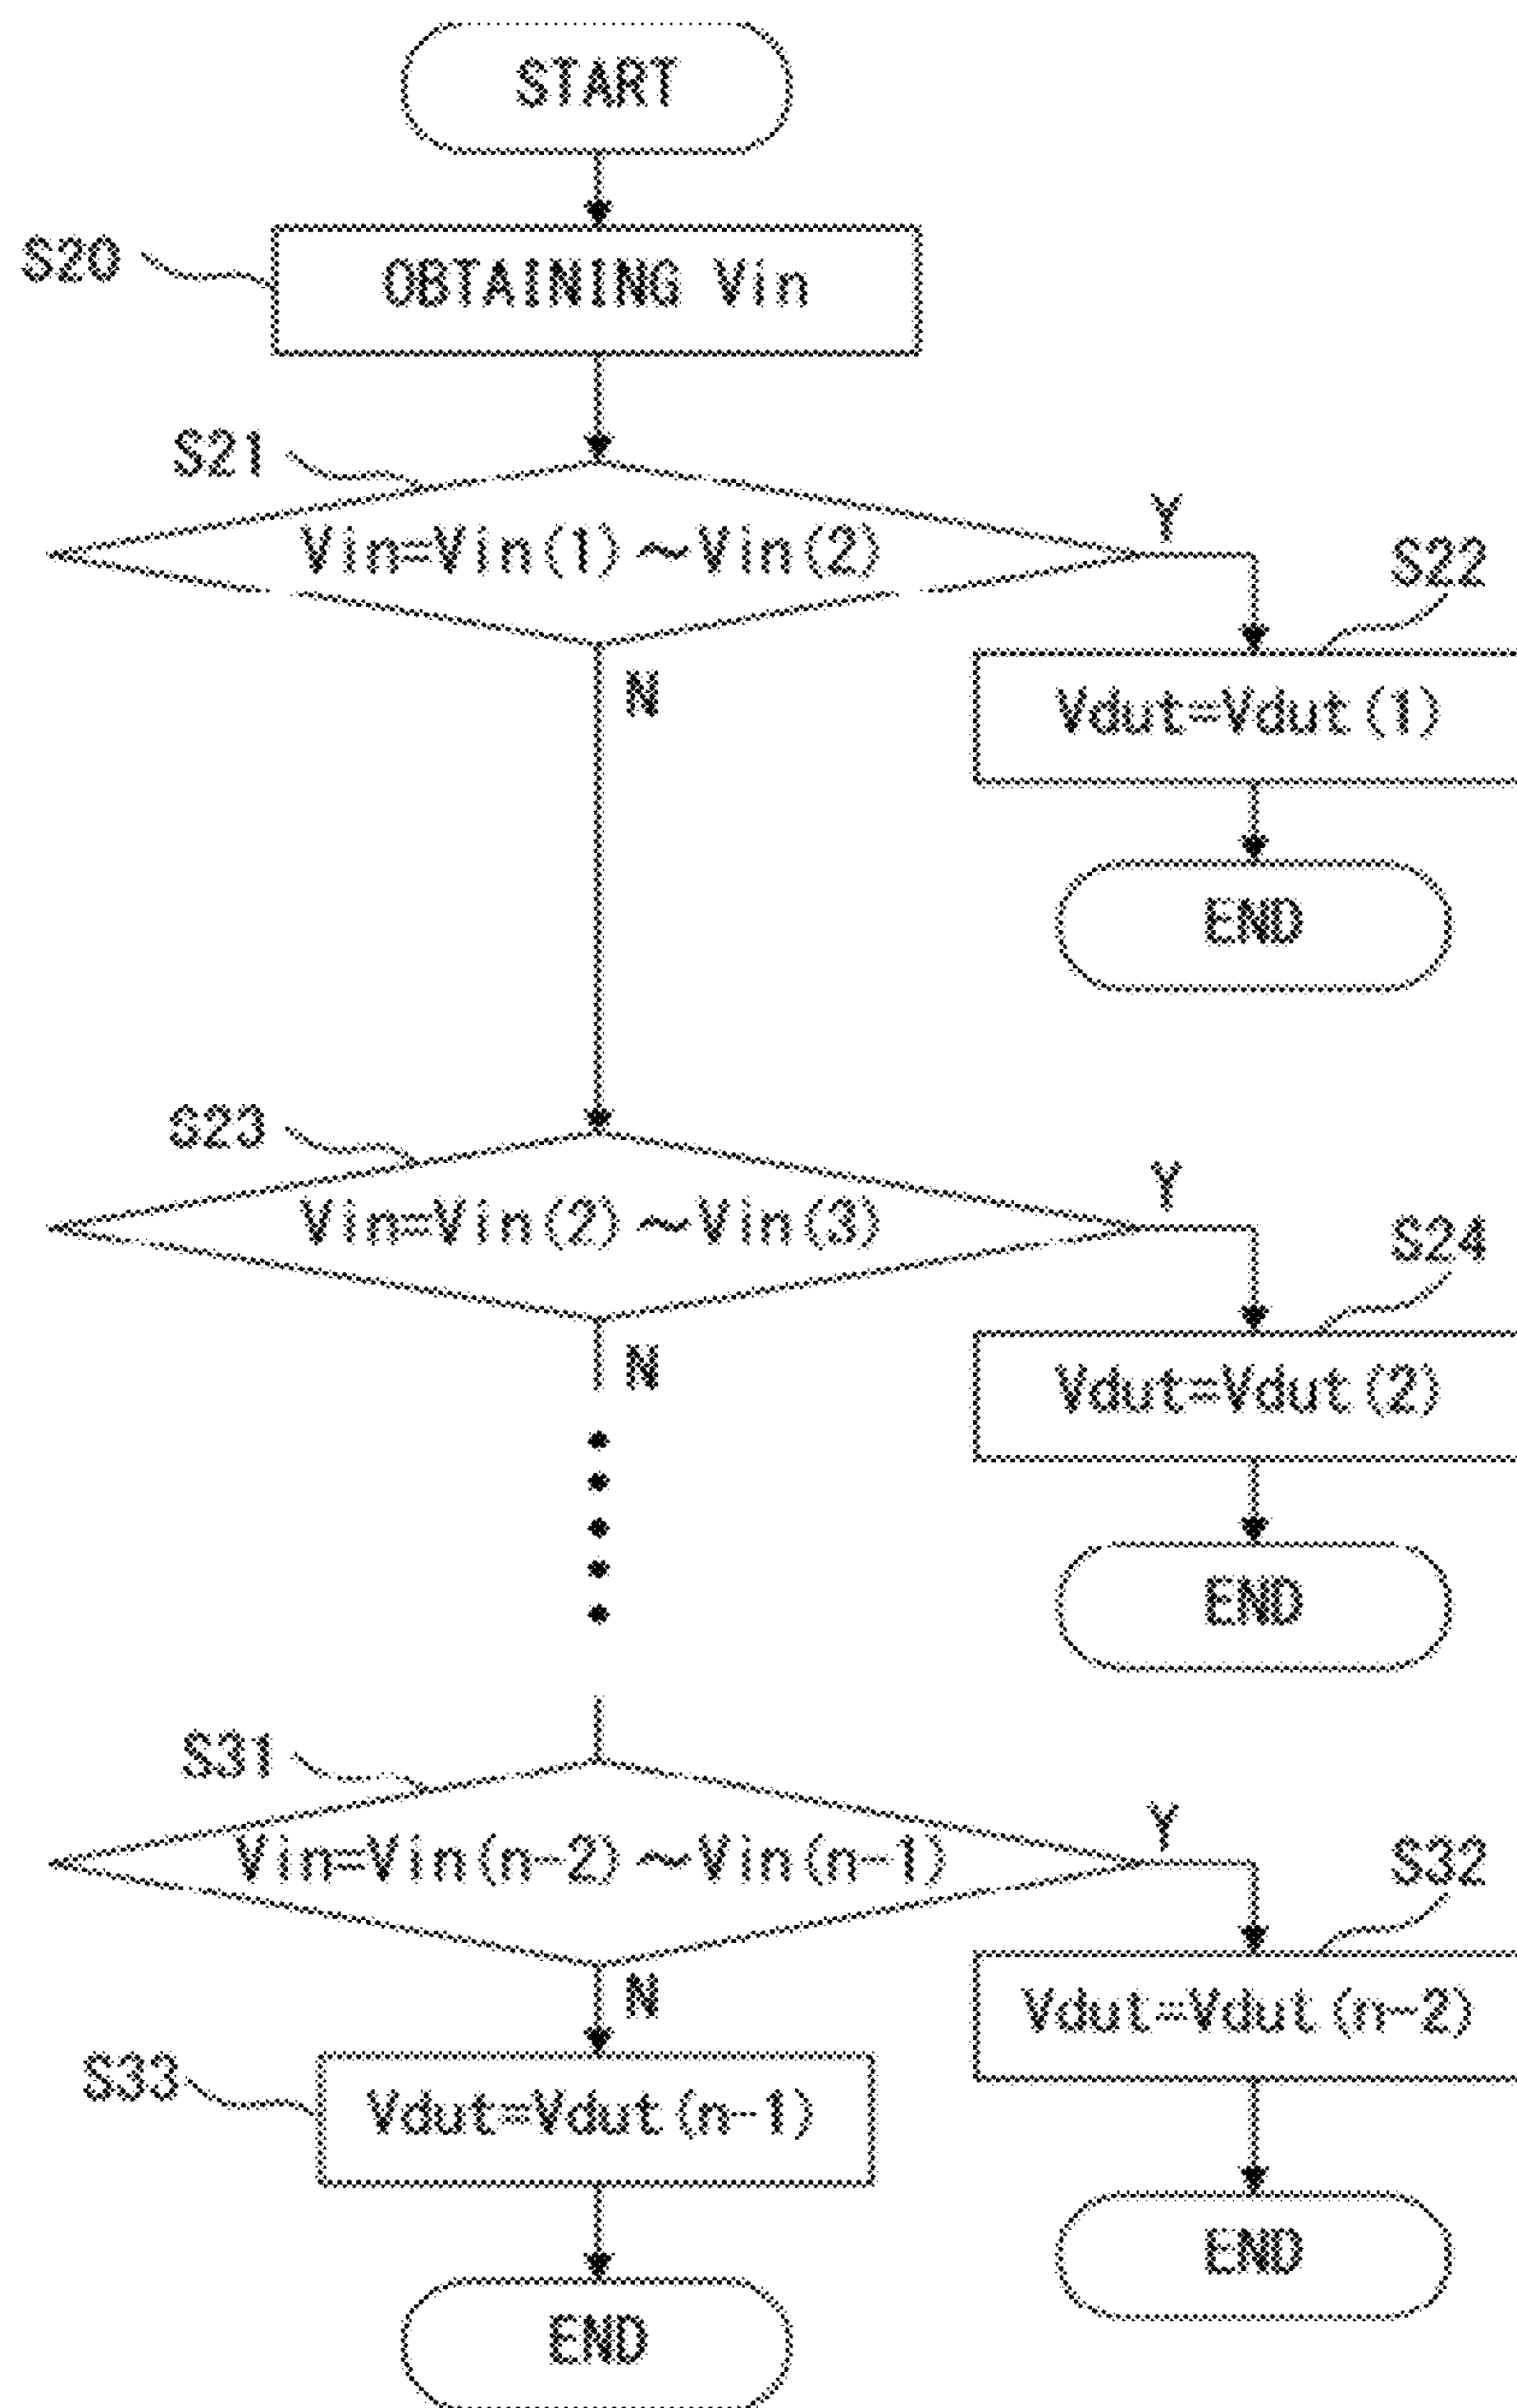 START
S20
OBTAINING Vin
S21
Vin=Vin(1)～Vin(2)
Y
S22
N
Vdut=Vdut(1)
END
S23
Vin=Vin(2)～Vin(3)
Y
S24
N
Vdut=Vdut(2)
END
S31
Vin=Vin(n-2)～Vin(n-1)
Y
S32
N
Vdut=Vdut(n-2)
S33
Vdut=Vdut(n-1)
END
END